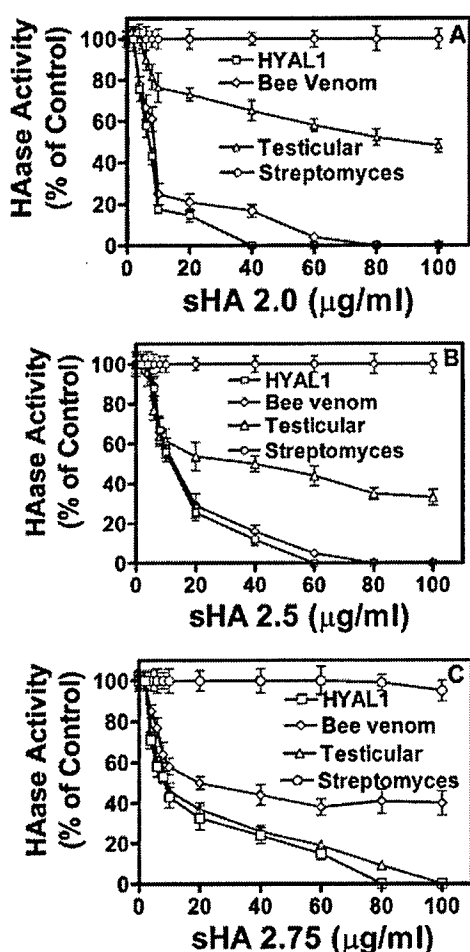 A
HAase Activity
(% of Control)
100
80
60
40
20
0
HYAL1
Bee Venom
Testicular
Streptomyces
0 20 40 60 80 100
sHA 2.0 (μg/ml)
B
HAase Activity
(% of Control)
100
80
60
40
20
0
HYAL1
Bee venom
Testicular
Streptomyces
0 20 40 60 80 100
sHA 2.5 (μg/ml)
C
HAase Activity
(% of Control)
100
80
60
40
20
0
HYAL1
Bee venom
Testicular
Streptomyces
0 20 40 60 80 100
sHA 2.75 (μg/ml)